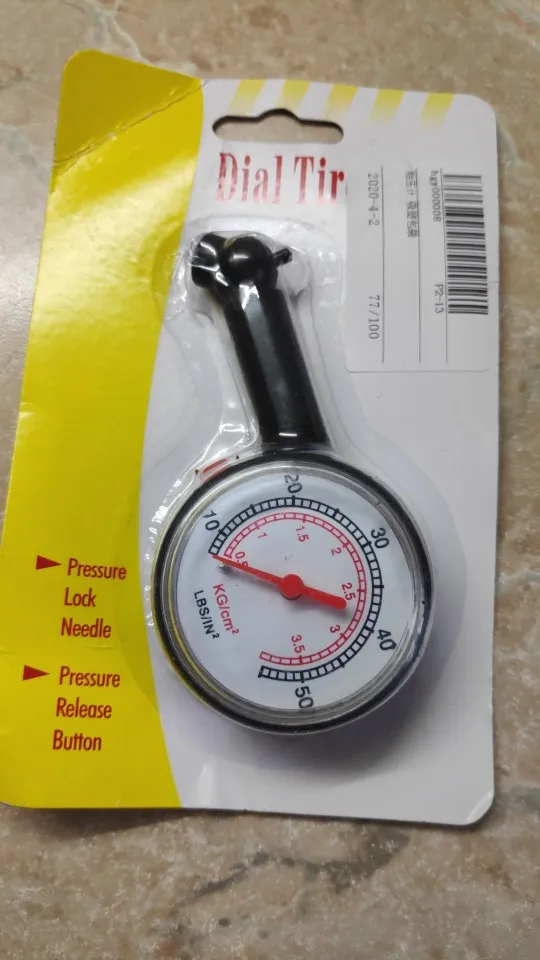 Dial Tir
hgy000008
P2-13
2020-4-2
77/100
10
20
30
40
50
0.5
1
1.5
2
2.5
3
3.5
KG/cm²
LBS/IN²
Pressure
Lock
Needle
Pressure
Release
Button